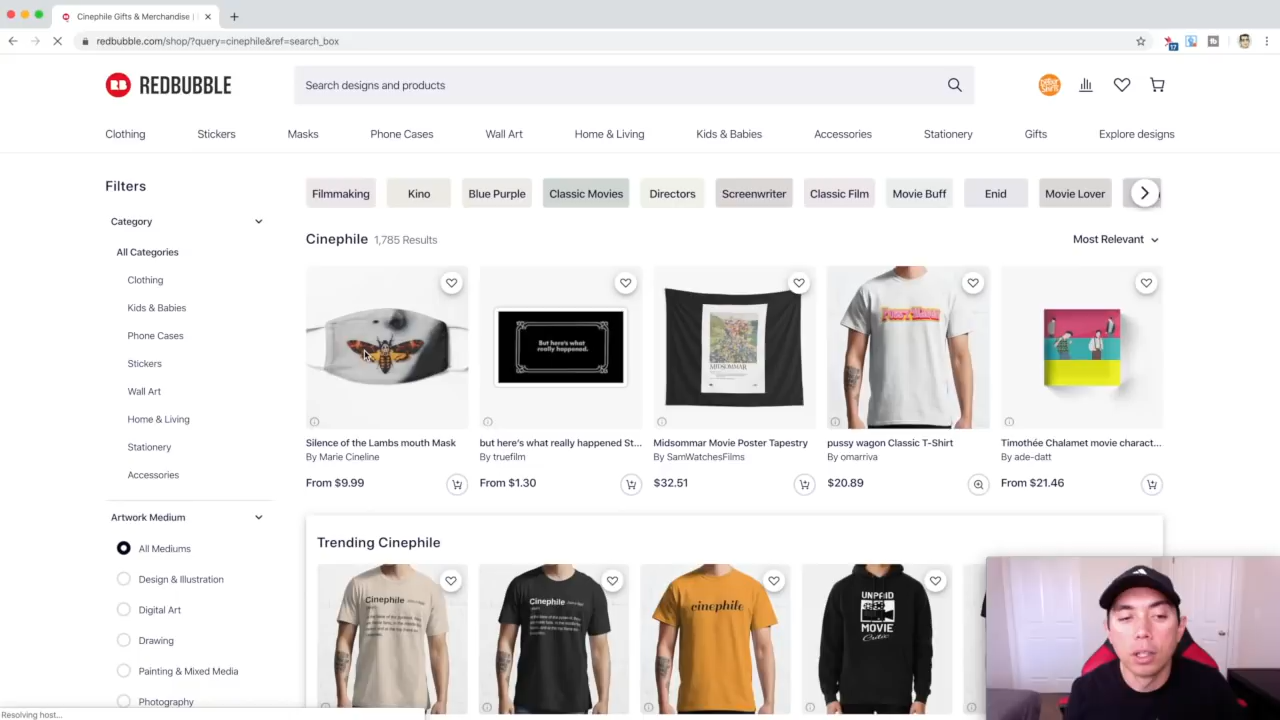 Cinephile Gifts & Merchandise |
redbubble.com/shop/?query=cinephile&ref=search_box
17
RB REDBUBBLE
Search designs and products
Clothing
Stickers
Masks
Phone Cases
Wall Art
Home & Living
Kids & Babies
Accessories
Stationery
Gifts
Explore designs
Filters
Filmmaking
Kino
Blue Purple
Classic Movies
Directors
Screenwriter
Classic Film
Movie Buff
Enid
Movie Lover
Category
Cinephile 1,785 Results
Most Relevant
All Categories
Clothing
Kids & Babies
Phone Cases
Stickers
Wall Art
Home & Living
Stationery
Accessories
But here's what
really happened.
MIDSOMMAR
Silence of the Lambs mouth Mask
By Marie Cineline
From $9.99
but here's what really happened St...
By truefilm
From $1.30
Midsommar Movie Poster Tapestry
By SamWatchesFilms
$32.51
pussy wagon Classic T-Shirt
By omarriva
$20.89
Timothée Chalamet movie charact...
By ade-datt
From $21.46
Artwork Medium
All Mediums
Design & Illustration
Digital Art
Drawing
Painting & Mixed Media
Photography
Trending Cinephile
Cinephile
Cinephile
cinephile
UNPAID
MOVIE
Critic
Resolving host...